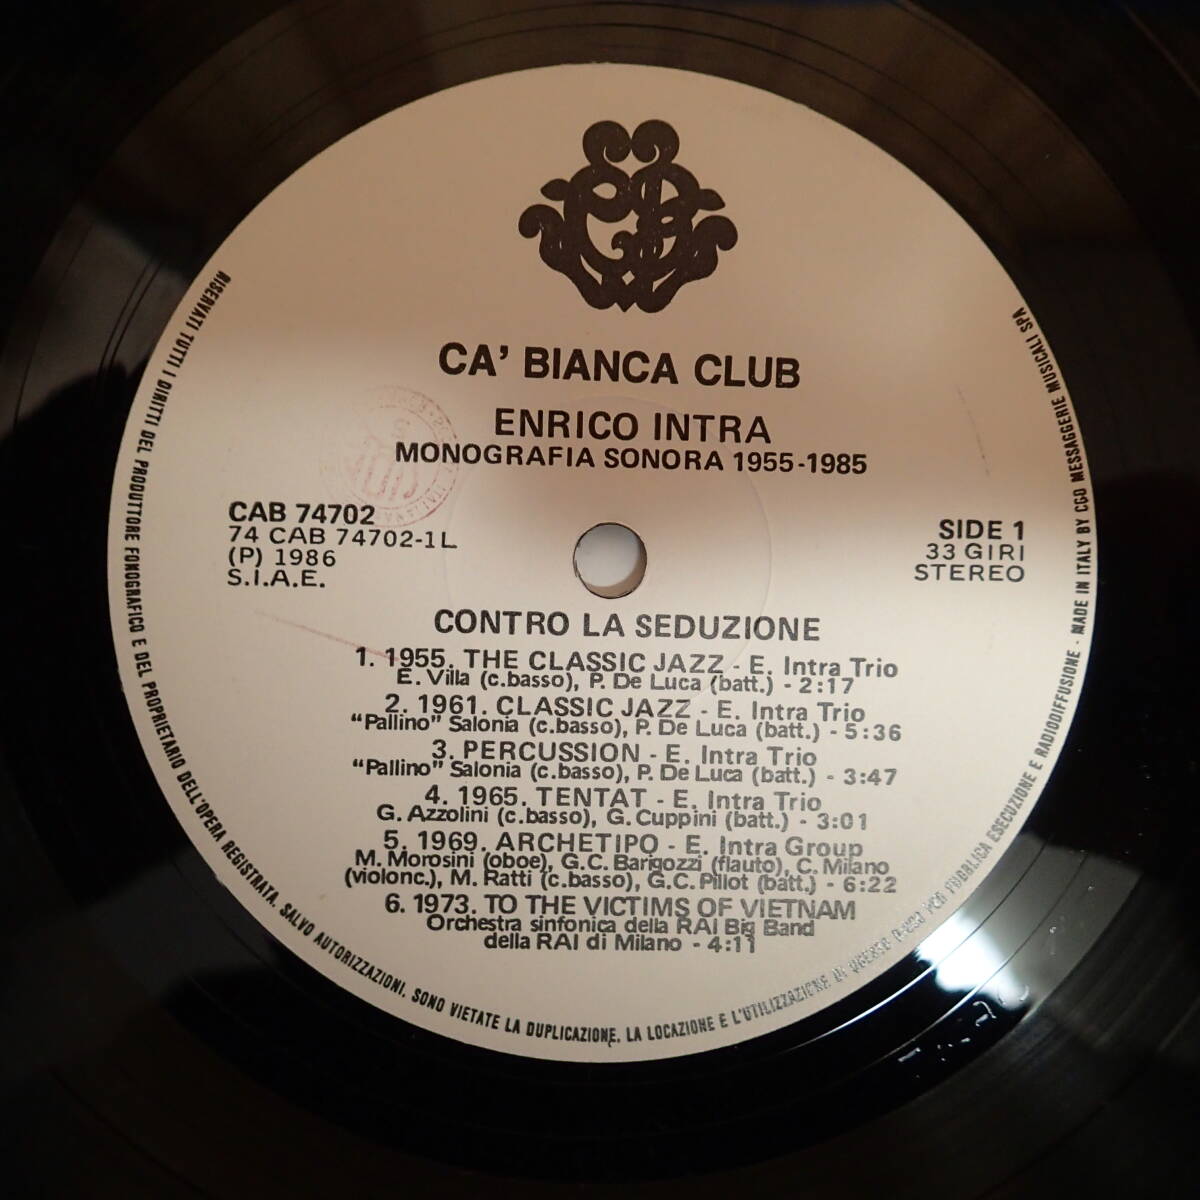 CA' BIANCA CLUB
ENRICO INTRA
MONOGRAFIA SONORA 1955-1985
CAB 74702
74 CAB 74702-1L
(P) 1986
S.I.A.E.
SIDE 1
33 GIRI
STEREO
CONTRO LA SEDUZIONE
1. 1955. THE CLASSIC JAZZ - E. Intra Trio
E. Villa (c.basso), P. De Luca (batt.) - 2:17
2. 1961. CLASSIC JAZZ - E. Intra Trio
"Pallino" Salonia (c.basso), P. De Luca (batt.) - 5:36
3. PERCUSSION - E. Intra Trio
"Pallino" Salonia (c.basso), P. De Luca (batt.) - 3:47
4. 1965. TENTAT - E. Intra Trio
G. Azzolini (c.basso), G. Cuppini (batt.) - 3:01
5. 1969. ARCHETIPO - E. Intra Group
M. Morosini (oboe), G.C. Barigozzi (flauto), C. Milano
(violonc.), M. Ratti (c.basso), G.C. Pillot (batt.) - 6:22
6. 1973. TO THE VICTIMS OF VIETNAM
Orchestra sinfonica della RAI Big Band
della RAI di Milano - 4:11
RISERVATI TUTTI I DIRITTI DEL PRODUTTORE FONOGRAFICO E DEL PROPRIETARIO DELL'OPERA REGISTRATA. SALVO AUTORIZZAZIONI, SONO VIETATE LA DUPLICAZIONE, LA LOCAZIONE E L'UTILIZZAZIONE DI PUBBLICA ESECUZIONE E RADIODIFFUSIONE - MADE IN ITALY BY CGD MESSAGGERIE MUSICALI SPA